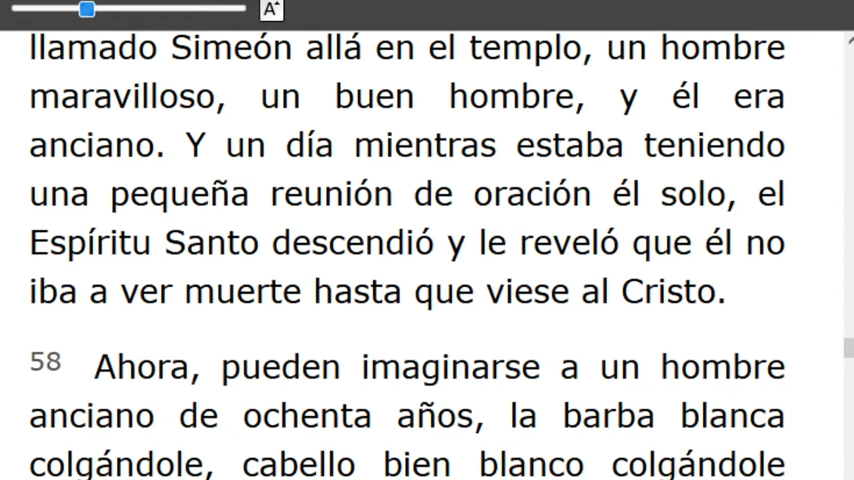 A
llamado Simeón allá en el templo, un hombre
maravilloso, un buen hombre, y él era
anciano. Y un día mientras estaba teniendo
una pequeña reunión de oración él solo, el
Espíritu Santo descendió y le reveló que él no
iba a ver muerte hasta que viese al Cristo.
58 Ahora, pueden imaginarse a un hombre
anciano de ochenta años, la barba blanca
colgándole, cabello bien blanco colgándole